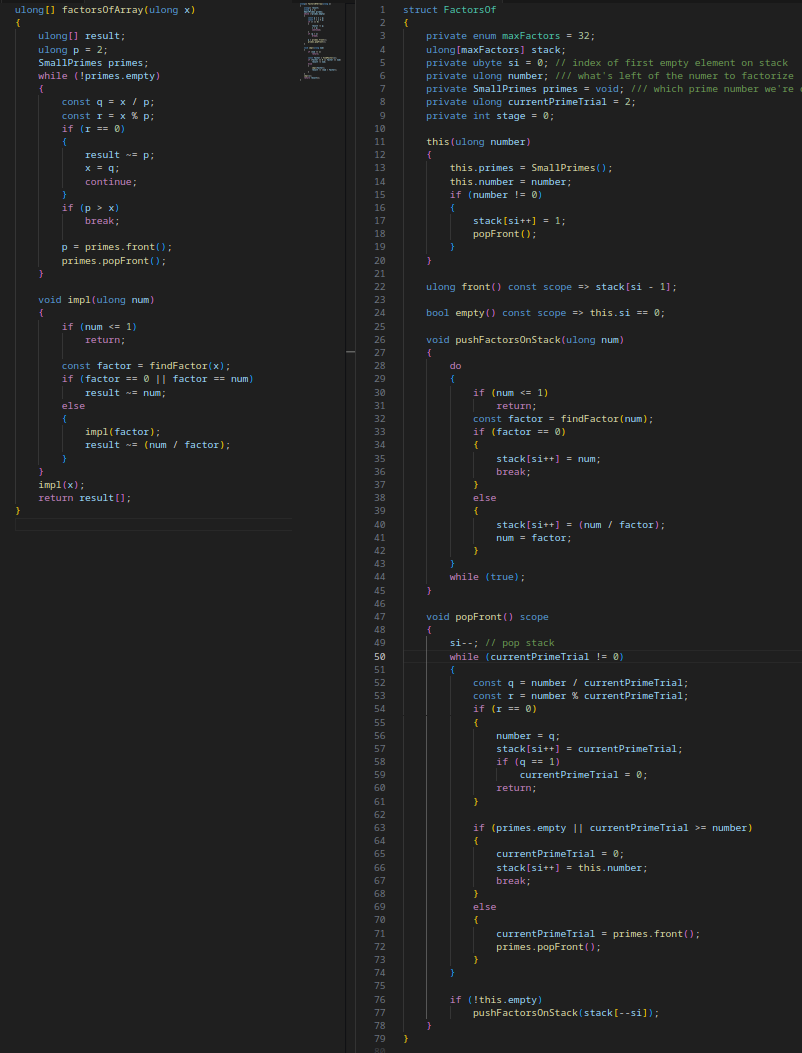 ulong[] factorsOfArray(ulong x)
{
    ulong[] result;
    ulong p = 2;
    SmallPrimes primes;
    while (!primes.empty)
    {
        const q = x / p;
        const r = x % p;
        if (r == 0)
        {
            result ~= p;
            x = q;
            continue;
        }
        if (p > x)
            break;

        p = primes.front();
        primes.popFront();
    }

    void impl(ulong num)
    {
        if (num <= 1)
            return;

        const factor = findFactor(x);
        if (factor == 0 || factor == num)
            result ~= num;
        else
        {
            impl(factor);
            result ~= (num / factor);
        }
    }
    impl(x);
    return result[];
}
1 struct FactorsOf
2 {
3     private enum maxFactors = 32;
4     ulong[maxFactors] stack;
5     private ubyte si = 0; // index of first empty element on stack
6     private ulong number; /// what's left of the numer to factorize
7     private SmallPrimes primes = void; /// which prime number we're
8     private ulong currentPrimeTrial = 2;
9     private int stage = 0;
10
11     this(ulong number)
12     {
13         this.primes = SmallPrimes();
14         this.number = number;
15         if (number != 0)
16         {
17             stack[si++] = 1;
18             popFront();
19         }
20     }
21
22     ulong front() const scope => stack[si - 1];
23
24     bool empty() const scope => this.si == 0;
25
26     void pushFactorsOnStack(ulong num)
27     {
28         do
29         {
30             if (num <= 1)
31                 return;
32             const factor = findFactor(num);
33             if (factor == 0)
34             {
35                 stack[si++] = num;
36                 break;
37             }
38             else
39             {
40                 stack[si++] = (num / factor);
41                 num = factor;
42             }
43         }
44         while (true);
45     }
46
47     void popFront() scope
48     {
49         si--; // pop stack
50         while (currentPrimeTrial != 0)
51         {
52             const q = number / currentPrimeTrial;
53             const r = number % currentPrimeTrial;
54             if (r == 0)
55             {
56                 number = q;
57                 stack[si++] = currentPrimeTrial;
58                 if (q == 1)
59                     currentPrimeTrial = 0;
60                 return;
61             }
62
63             if (primes.empty || currentPrimeTrial >= number)
64             {
65                 currentPrimeTrial = 0;
66                 stack[si++] = this.number;
67                 break;
68             }
69             else
70             {
71                 currentPrimeTrial = primes.front();
72                 primes.popFront();
73             }
74         }
75
76         if (!this.empty)
77             pushFactorsOnStack(stack[--si]);
78     }
79 }